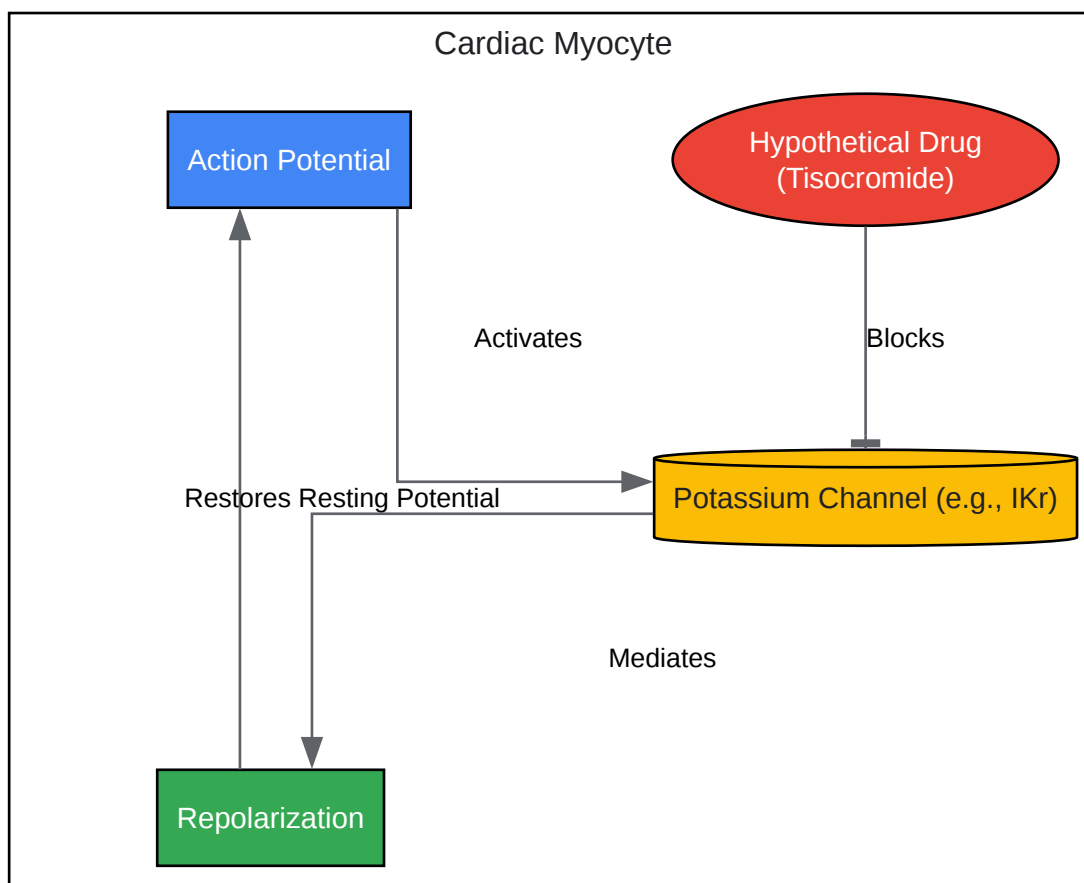 Cardiac Myocyte
Action Potential
Hypothetical Drug
(Tisocromide)
Activates
Blocks
Restores Resting Potential
Potassium Channel (e.g., IKr)
Mediates
Repolarization